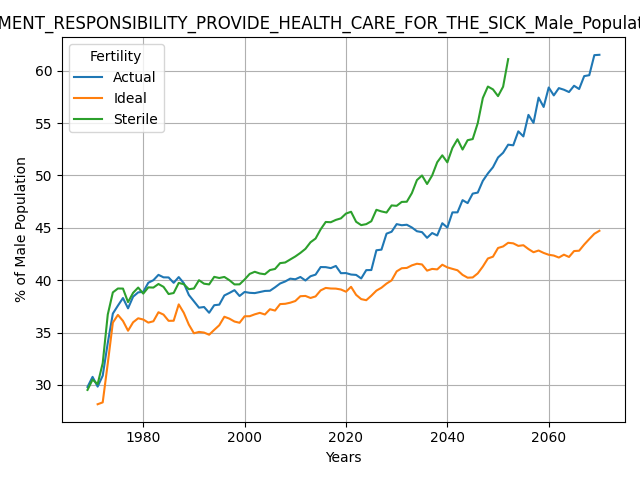 MENT_RESPONSIBILITY_PROVIDE_HEALTH_CARE_FOR_THE_SICK_Male_Populat
Fertility
Actual
Ideal
Sterile
% of Male Population
60
55
50
45
40
35
30
1980
2000
2020
2040
2060
Years